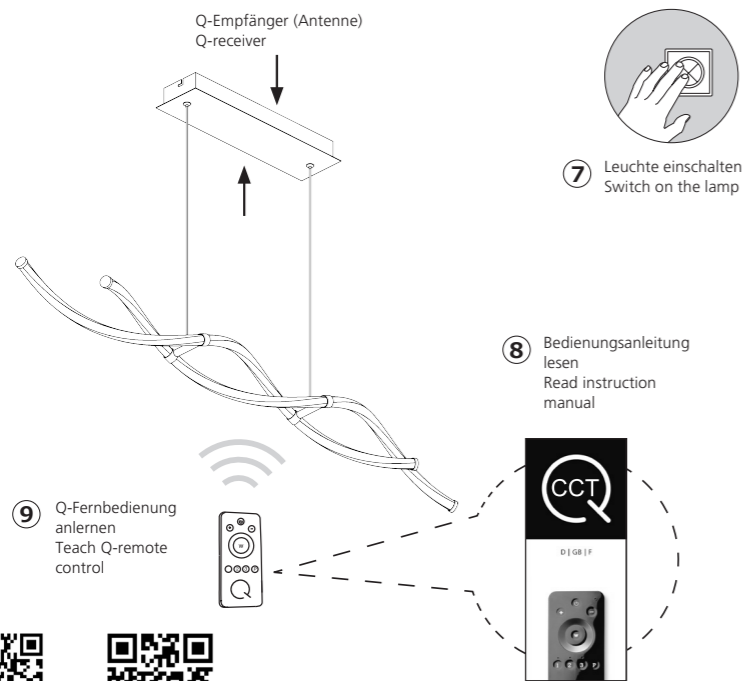 Q-Empfänger (Antenne)
Q-receiver
7
Leuchte einschalten
Switch on the lamp
8
Bedienungsanleitung
lesen
Read instruction
manual
9
Q-Fernbedienung
anlernen
Teach Q-remote
control
W
Q
CCT
D | GB | F